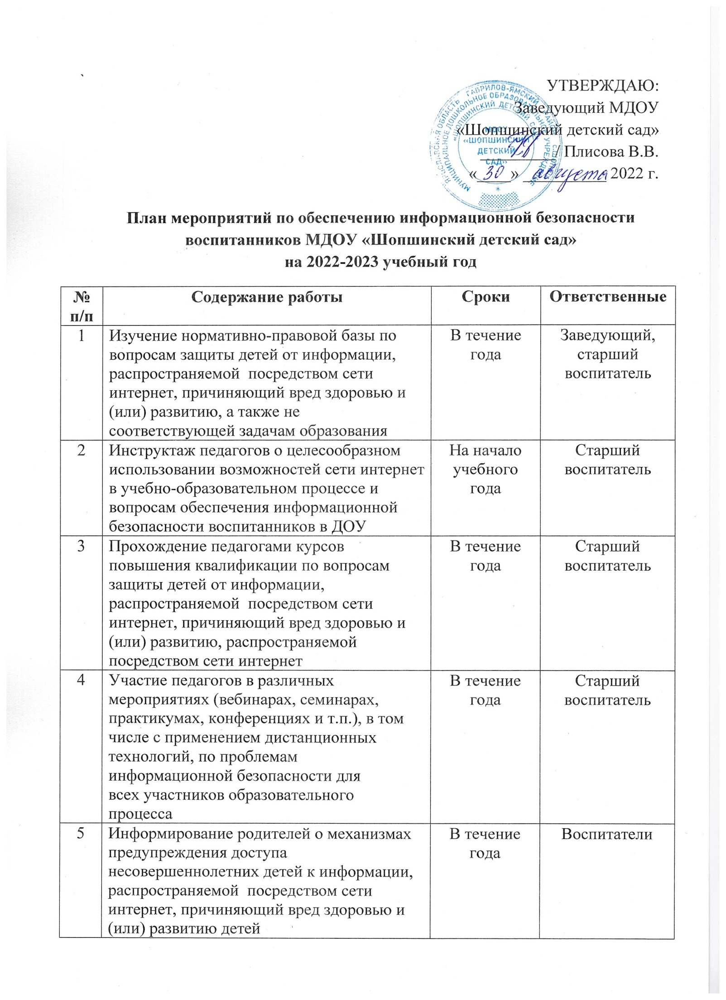 УТВЕРЖДАЮ:
Заведующий МДОУ
«Шопшинский детский сад»
/ Плисова В.В.
«30» августа 2022 г.
МДОУ
«ШОПШИНСКИЙ
ДЕТСКИЙ
САД»
ЯРОСЛАВСКАЯ ОБЛАСТЬ ГАВРИЛОВ-ЯМСКИЙ РАЙОН
МУНИЦИПАЛЬНОЕ ДОШКОЛЬНОЕ ОБРАЗОВАТЕЛЬНОЕ УЧРЕЖДЕНИЕ
«ШОПШИНСКИЙ ДЕТСКИЙ САД»
План мероприятий по обеспечению информационной безопасности
воспитанников МДОУ «Шопшинский детский сад»
на 2022-2023 учебный год
№
п/п
Содержание работы
Сроки
Ответственные
1
Изучение нормативно-правовой базы по
вопросам защиты детей от информации,
распространяемой посредством сети
интернет, причиняющий вред здоровью и
(или) развитию, а также не
соответствующей задачам образования
В течение
года
Заведующий,
старший
воспитатель
2
Инструктаж педагогов о целесообразном
использовании возможностей сети интернет
в учебно-образовательном процессе и
вопросам обеспечения информационной
безопасности воспитанников в ДОУ
На начало
учебного
года
Старший
воспитатель
3
Прохождение педагогами курсов
повышения квалификации по вопросам
защиты детей от информации,
распространяемой посредством сети
интернет, причиняющий вред здоровью и
(или) развитию, распространяемой
посредством сети интернет
В течение
года
Старший
воспитатель
4
Участие педагогов в различных
мероприятиях (вебинарах, семинарах,
практикумах, конференциях и т.п.), в том
числе с применением дистанционных
технологий, по проблемам
информационной безопасности для
всех участников образовательного
процесса
В течение
года
Старший
воспитатель
5
Информирование родителей о механизмах
предупреждения доступа
несовершеннолетних детей к информации,
распространяемой посредством сети
интернет, причиняющий вред здоровью и
(или) развитию детей
В течение
года
Воспитатели